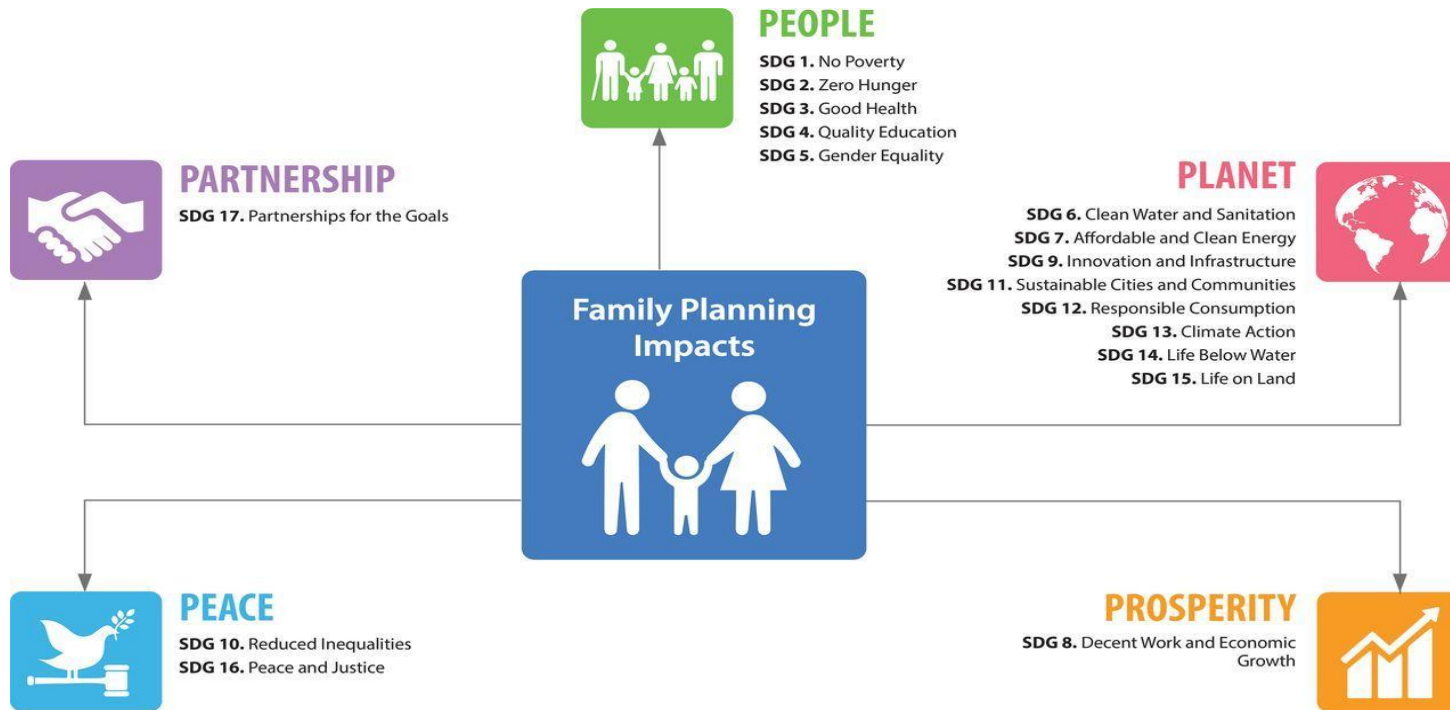 PEOPLE
SDG 1. No Poverty
SDG 2. Zero Hunger
SDG 3. Good Health
SDG 4. Quality Education
SDG 5. Gender Equality
PARTNERSHIP
SDG 17. Partnerships for the Goals
PLANET
SDG 6. Clean Water and Sanitation
SDG 7. Affordable and Clean Energy
SDG 9. Innovation and Infrastructure
SDG 11. Sustainable Cities and Communities
SDG 12. Responsible Consumption
SDG 13. Climate Action
SDG 14. Life Below Water
SDG 15. Life on Land
Family Planning
Impacts
PEACE
SDG 10. Reduced Inequalities
SDG 16. Peace and Justice
PROSPERITY
SDG 8. Decent Work and Economic
Growth